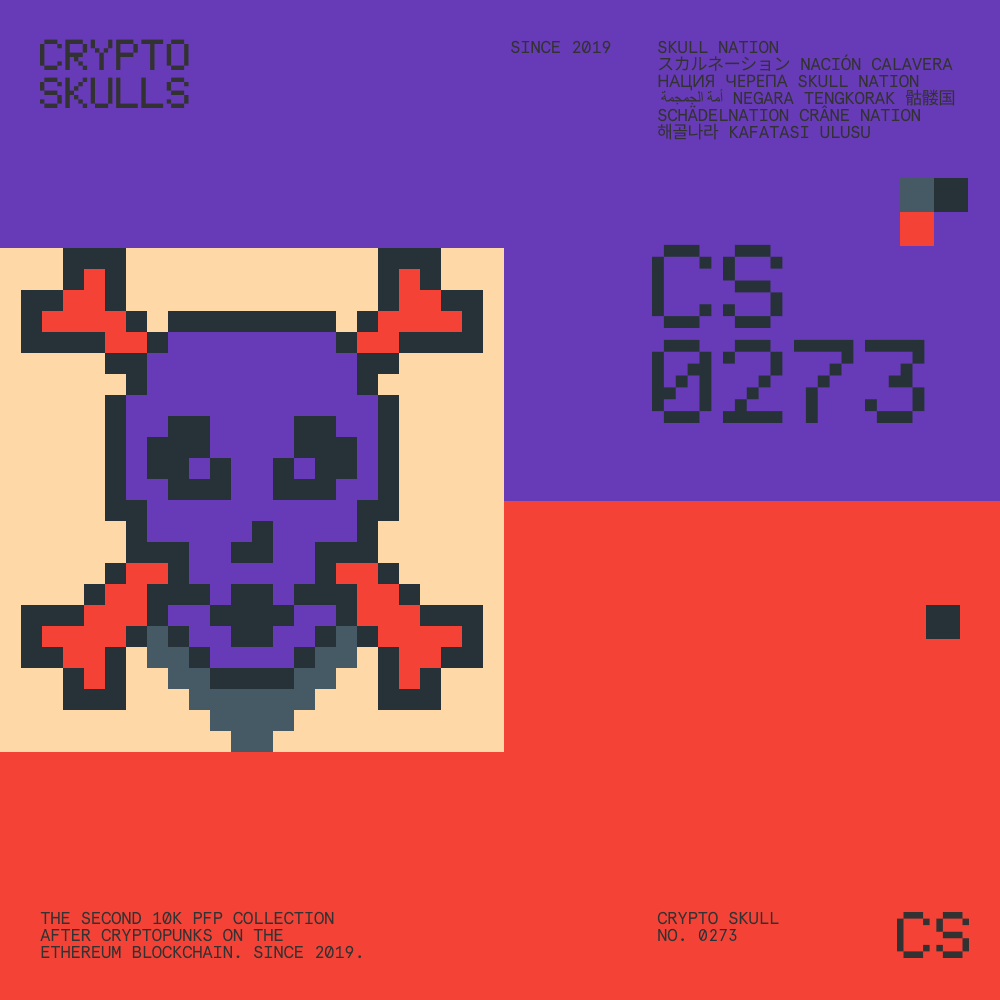 CRYPTO
SKULLS
SINCE 2019
SKULL NATION
スカルネーション NACIÓN CALAVERA
НАЦИЯ ЧЕРЕПА SKULL NATION
أمة الجمجمة NEGARA TENGKORAK 骷髅国
SCHÄDELNATION CRÂNE NATION
해골나라 KAFATASI ULUSU
CS
0273
THE SECOND 10K PFP COLLECTION
AFTER CRYPTOPUNKS ON THE
ETHEREUM BLOCKCHAIN. SINCE 2019.
CRYPTO SKULL
NO. 0273
CS